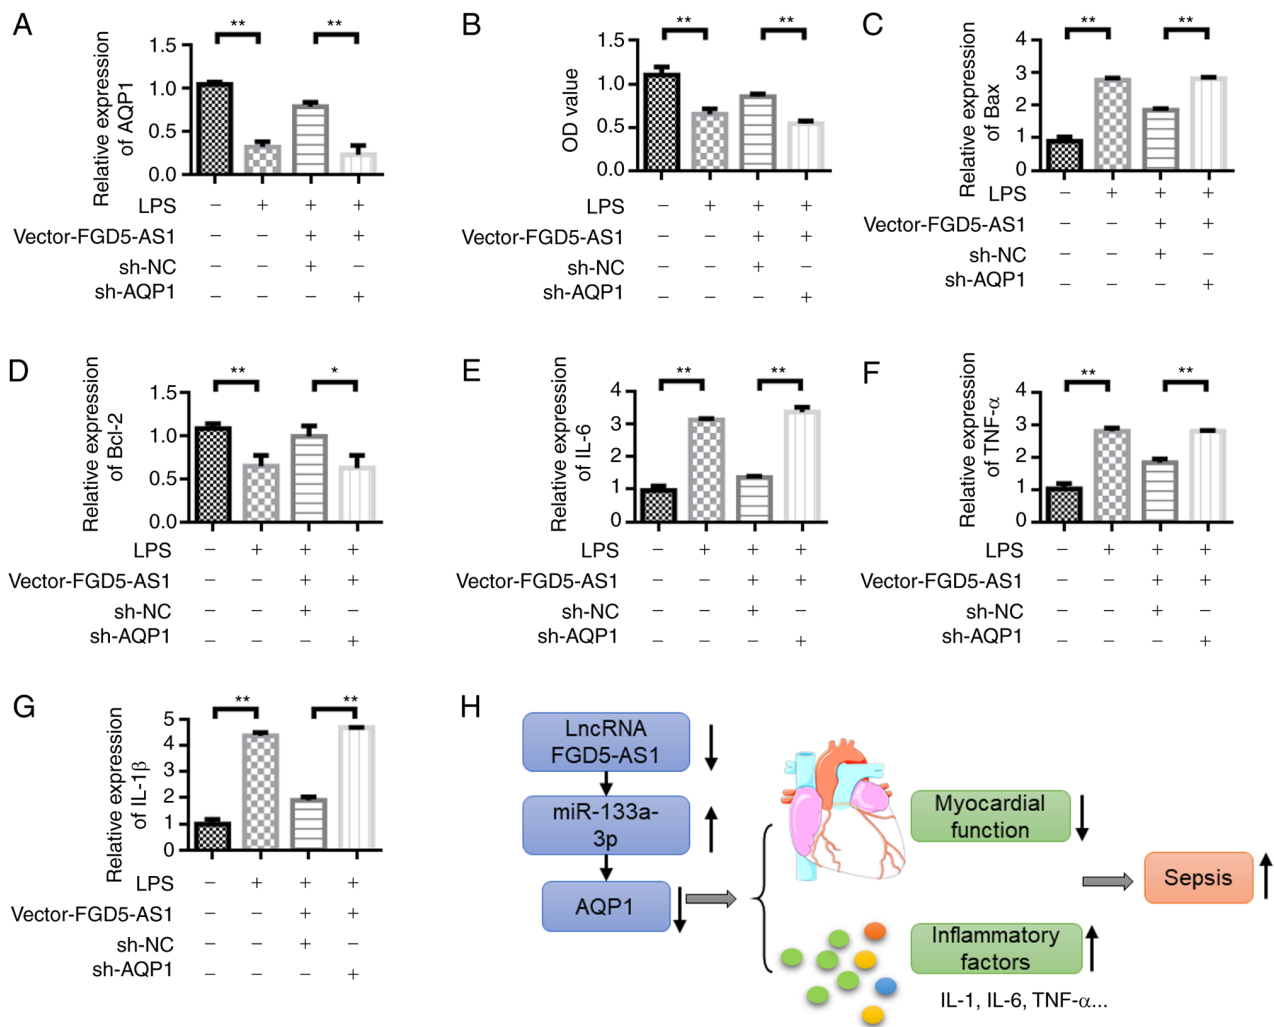 A
Relative expression
of AQP1
**
**
1.5
1.0
0.5
0.0
LPS − + + +
Vector-FGD5-AS1 − − + +
sh-NC − − + −
sh-AQP1 − − − +
B
OD value
**
**
1.5
1.0
0.5
0.0
LPS − + + +
Vector-FGD5-AS1 − − + +
sh-NC − − + −
sh-AQP1 − − − +
C
Relative expression
of Bax
**
**
4
3
2
1
0
LPS − + + +
Vector-FGD5-AS1 − − + +
sh-NC − − + −
sh-AQP1 − − − +
D
Relative expression
of Bcl-2
**
*
1.5
1.0
0.5
0.0
LPS − + + +
Vector-FGD5-AS1 − − + +
sh-NC − − + −
sh-AQP1 − − − +
E
Relative expression
of IL-6
**
**
4
3
2
1
0
LPS − + + +
Vector-FGD5-AS1 − − + +
sh-NC − − + −
sh-AQP1 − − − +
F
Relative expression
of TNF-α
**
**
4
3
2
1
0
LPS − + + +
Vector-FGD5-AS1 − − + +
sh-NC − − + −
sh-AQP1 − − − +
G
Relative expression
of IL-1β
**
**
5
4
3
2
1
0
LPS − + + +
Vector-FGD5-AS1 − − + +
sh-NC − − + −
sh-AQP1 − − − +
H
LncRNA
FGD5-AS1
miR-133a-
3p
AQP1
Myocardial
function
Inflammatory
factors
IL-1, IL-6, TNF-α...
Sepsis